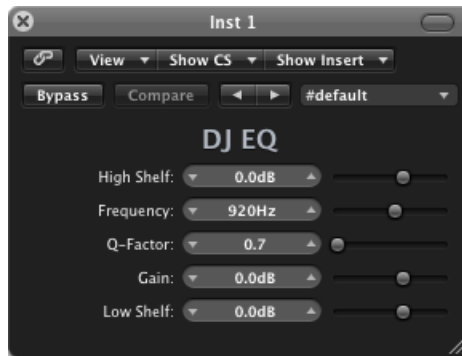 Inst 1
View Show CS Show Insert
Bypass Compare #default
DJ EQ
High Shelf: 0.0dB
Frequency: 920Hz
Q-Factor: 0.7
Gain: 0.0dB
Low Shelf: 0.0dB